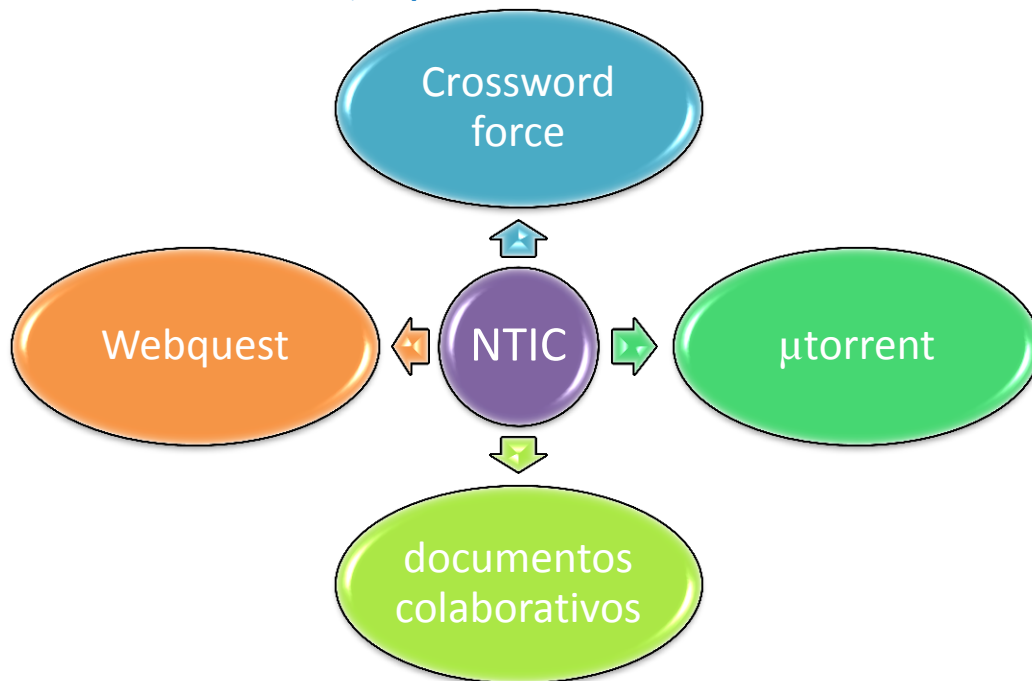 Crossword
force
Webquest
NTIC
μtorrent
documentos
colaborativos